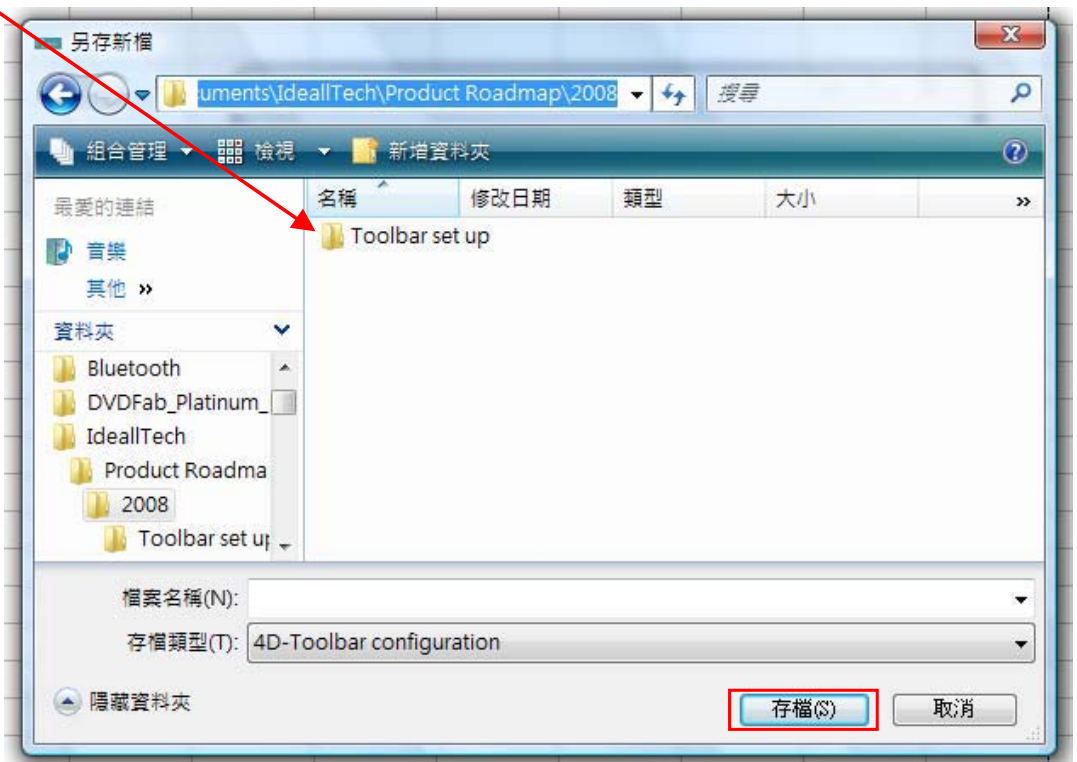 另存新檔
uments\IdeallTech\Product Roadmap\2008 搜尋
組合管理 檢視 新增資料夾
最愛的連結 名稱 修改日期 類型 大小 »
Toolbar set up
音樂
其他 »
資料夾
Bluetooth
DVDFab_Platinum_
IdeallTech
Product Roadma
2008
Toolbar set up
檔案名稱(N):
存檔類型(T): 4D-Toolbar configuration
隱藏資料夾 存檔(S) 取消